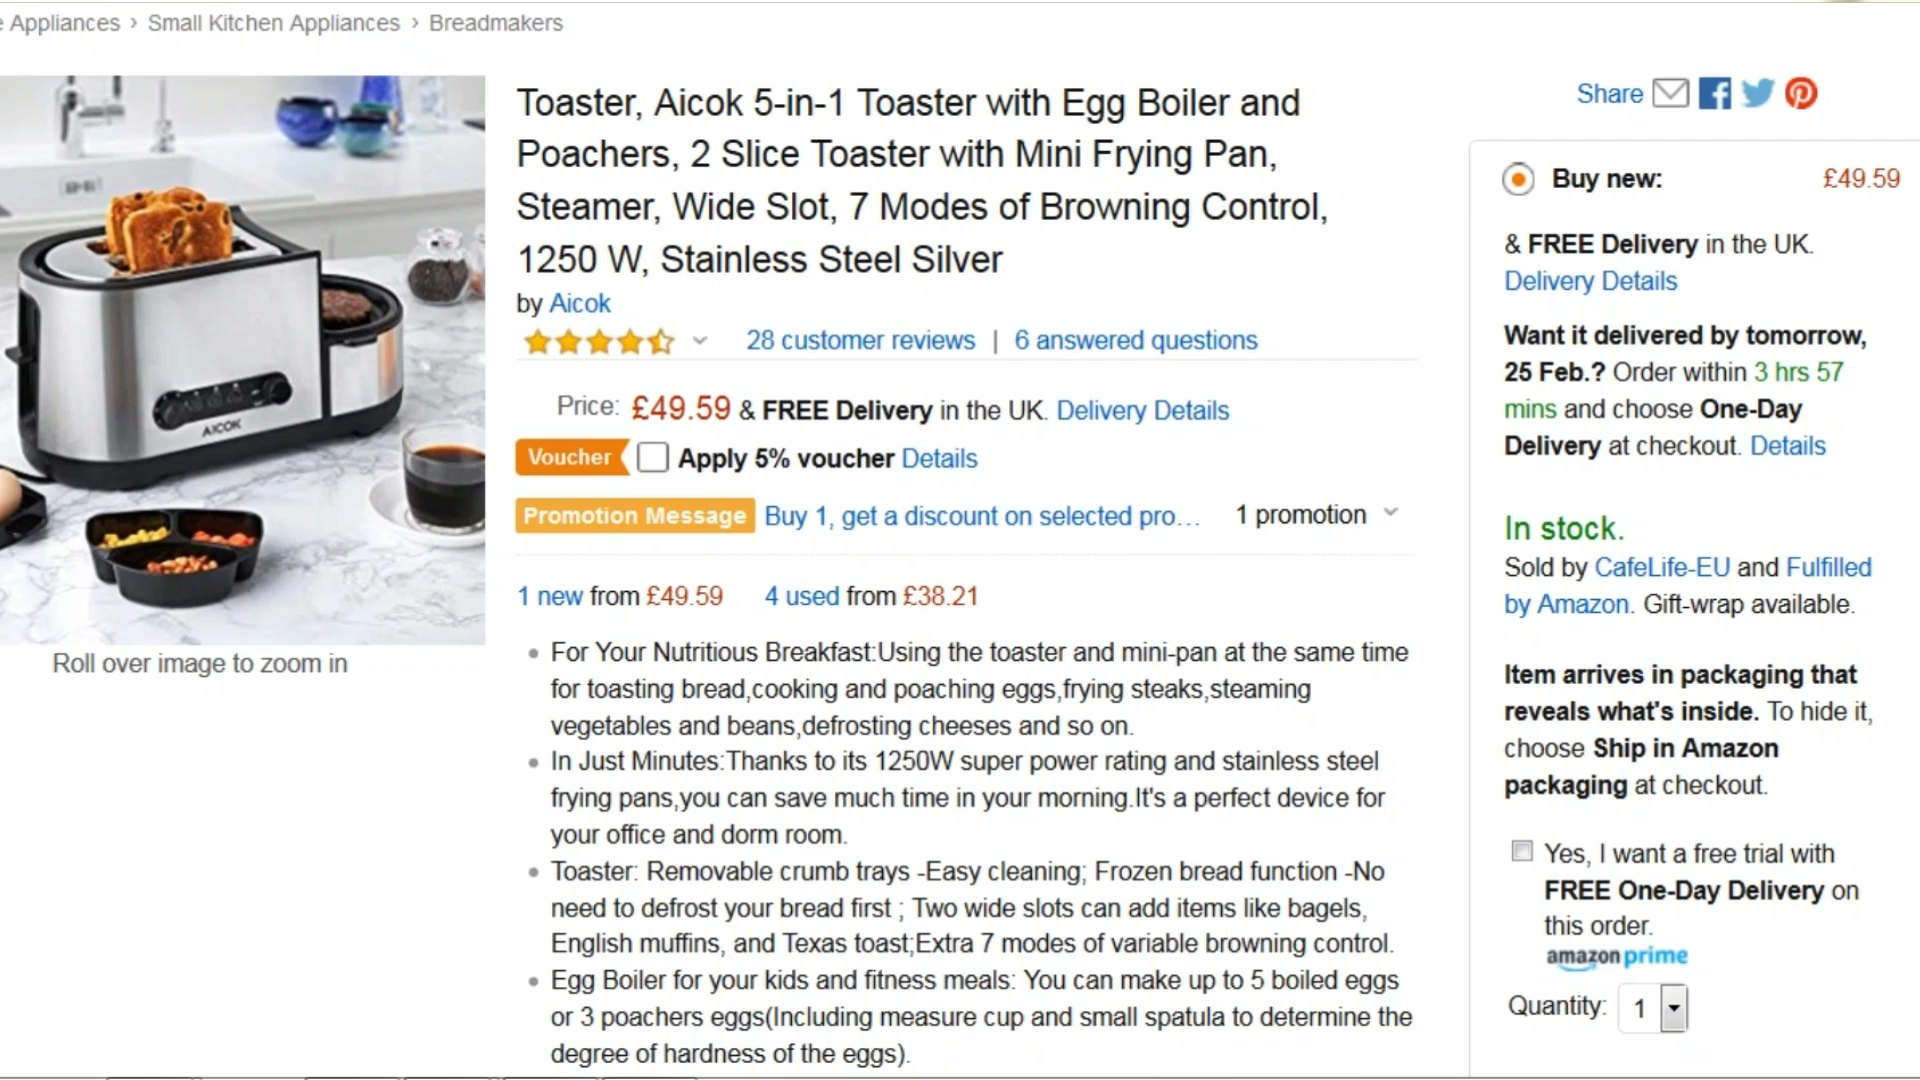 e Appliances › Small Kitchen Appliances › Breadmakers
AICOK
Roll over image to zoom in
Toaster, Aicok 5-in-1 Toaster with Egg Boiler and
Poachers, 2 Slice Toaster with Mini Frying Pan,
Steamer, Wide Slot, 7 Modes of Browning Control,
1250 W, Stainless Steel Silver
by Aicok
28 customer reviews | 6 answered questions
Price: £49.59 & FREE Delivery in the UK. Delivery Details
Voucher Apply 5% voucher Details
Promotion Message Buy 1, get a discount on selected pro… 1 promotion
1 new from £49.59 4 used from £38.21
• For Your Nutritious Breakfast:Using the toaster and mini-pan at the same time
for toasting bread,cooking and poaching eggs,frying steaks,steaming
vegetables and beans,defrosting cheeses and so on.
• In Just Minutes:Thanks to its 1250W super power rating and stainless steel
frying pans,you can save much time in your morning.It's a perfect device for
your office and dorm room.
• Toaster: Removable crumb trays -Easy cleaning; Frozen bread function -No
need to defrost your bread first ; Two wide slots can add items like bagels,
English muffins, and Texas toast;Extra 7 modes of variable browning control.
• Egg Boiler for your kids and fitness meals: You can make up to 5 boiled eggs
or 3 poachers eggs(Including measure cup and small spatula to determine the
degree of hardness of the eggs).
Share
Buy new: £49.59
& FREE Delivery in the UK.
Delivery Details
Want it delivered by tomorrow,
25 Feb.? Order within 3 hrs 57
mins and choose One-Day
Delivery at checkout. Details
In stock.
Sold by CafeLife-EU and Fulfilled
by Amazon. Gift-wrap available.
Item arrives in packaging that
reveals what's inside. To hide it,
choose Ship in Amazon
packaging at checkout.
Yes, I want a free trial with
FREE One-Day Delivery on
this order.
amazon prime
Quantity: 1